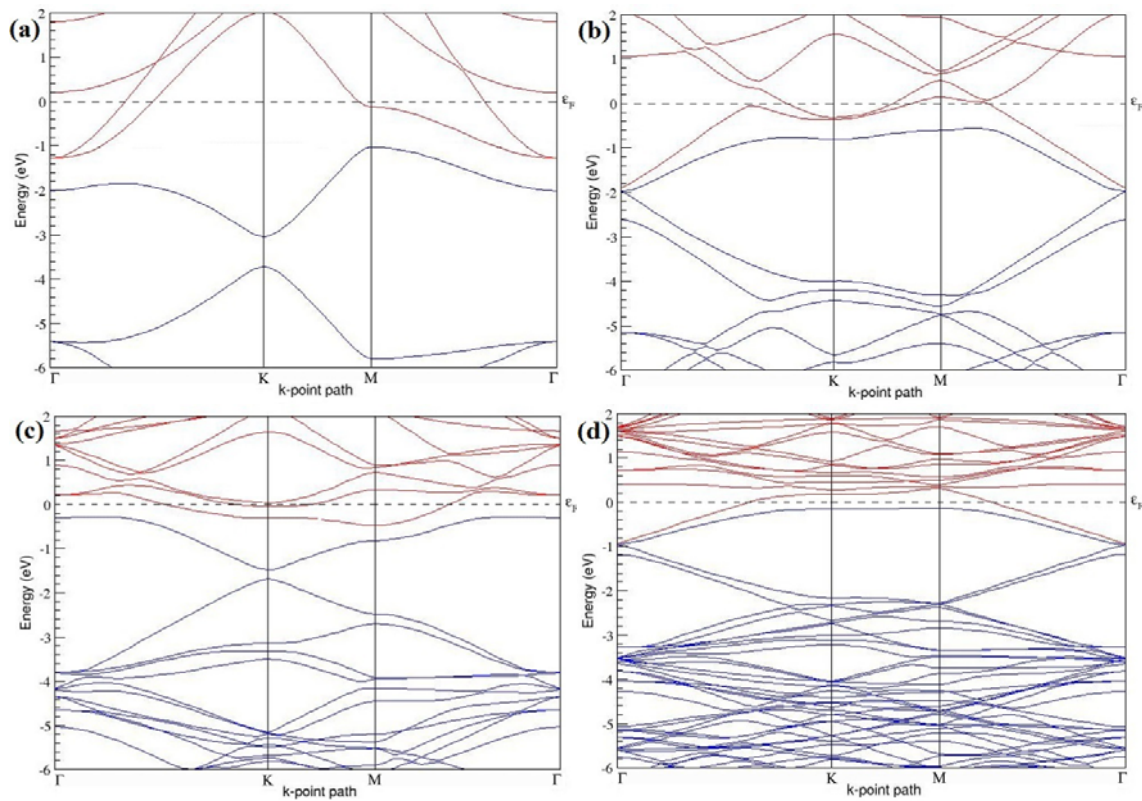 (a)
Energy (eV)
2
1
0
-1
-2
-3
-4
-5
-6
Γ
K
M
Γ
k-point path
ε_F
(b)
Energy (eV)
2
1
0
-1
-2
-3
-4
-5
-6
Γ
K
M
Γ
k-point path
ε_F
(c)
Energy (eV)
2
1
0
-1
-2
-3
-4
-5
-6
Γ
K
M
Γ
k-point path
ε_F
(d)
Energy (eV)
2
1
0
-1
-2
-3
-4
-5
-6
Γ
K
M
Γ
k-point path
ε_F